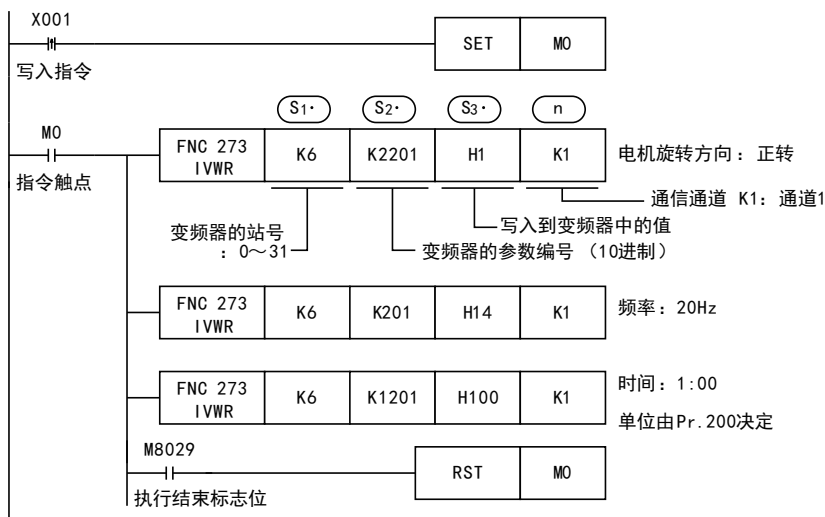 X001
SET M0
写入指令
S1· S2· S3· n
M0
FNC 273
IVWR
K6 K2201 H1 K1
电机旋转方向：正转
指令触点
通信通道 K1：通道1
写入到变频器中的值
变频器的站号
：0～31
变频器的参数编号 （10进制）
FNC 273
IVWR
K6 K201 H14 K1
频率：20Hz
FNC 273
IVWR
K6 K1201 H100 K1
时间：1:00
单位由Pr.200决定
M8029
RST M0
执行结束标志位